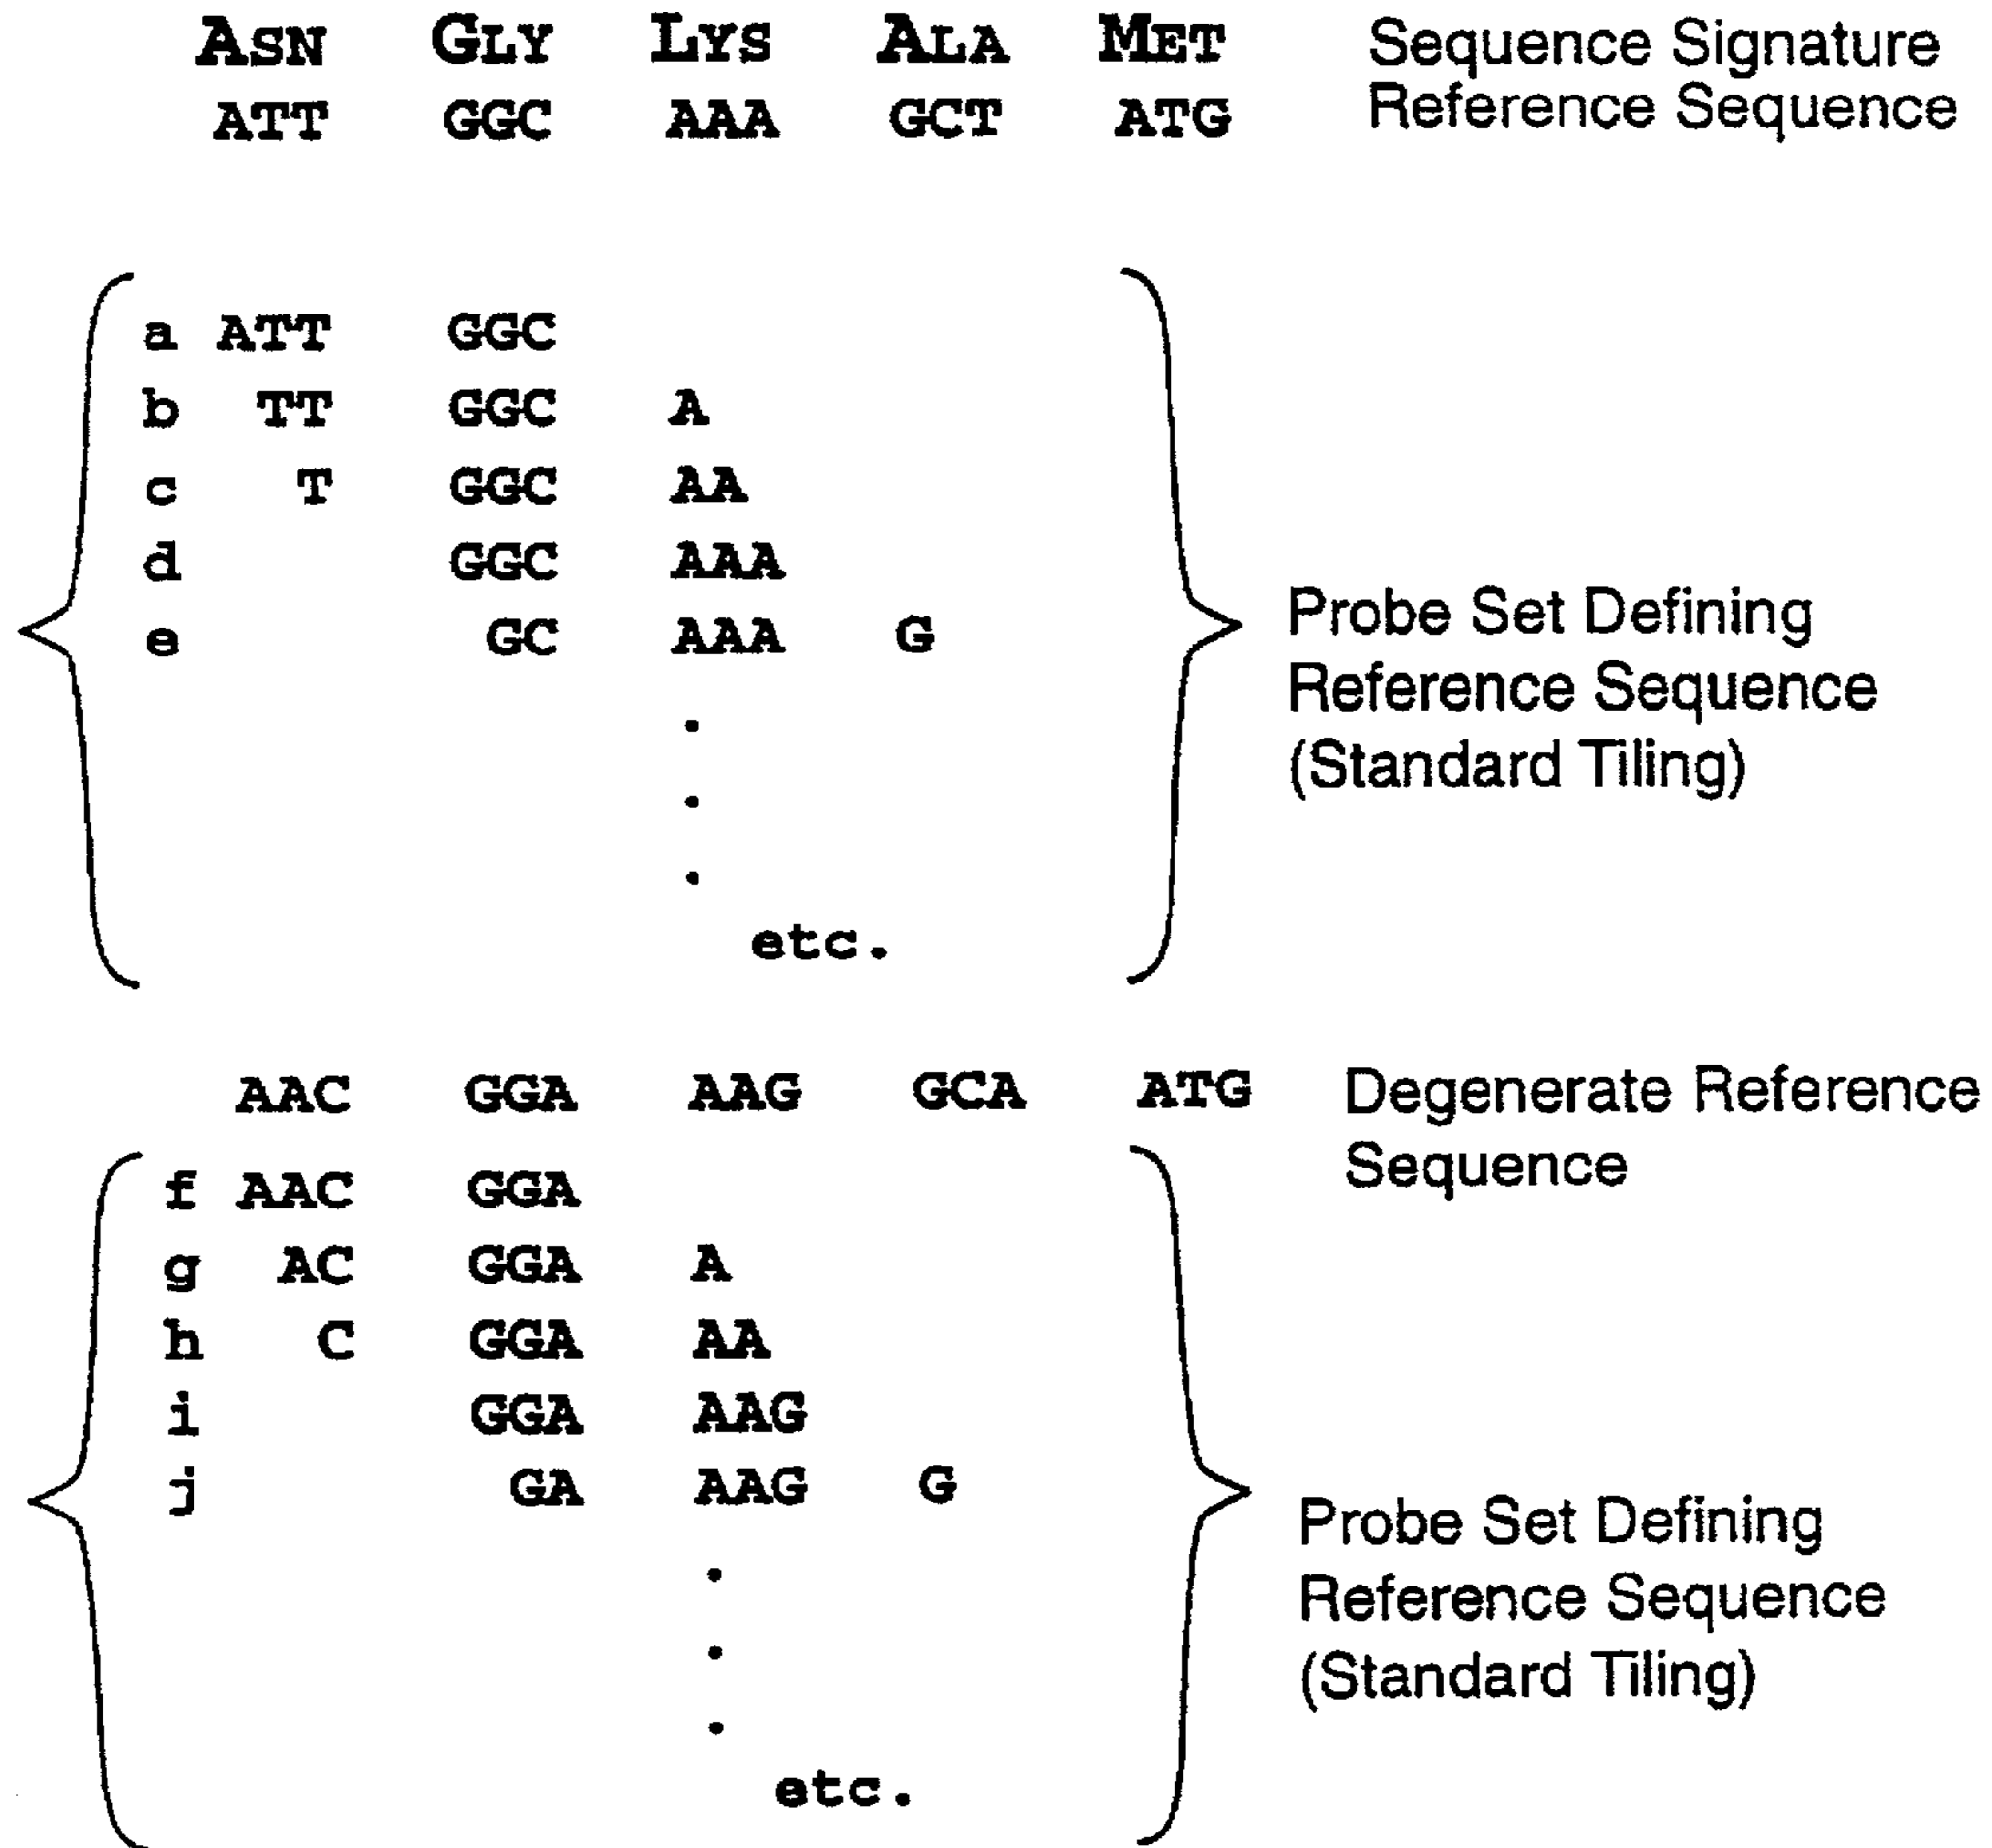 ASN GLY LYS ALA MET Sequence Signature
ATT GGC AAA GCT ATG Reference Sequence
a ATT GGC
b TT GGC A
c T GGC AA
d GGC AAA
e GC AAA G
.
.
.
etc.
Probe Set Defining
Reference Sequence
(Standard Tiling)
AAC GGA AAG GCA ATG Degenerate Reference
Sequence
f AAC GGA
g AC GGA A
h C GGA AA
i GGA AAG
j GA AAG G
.
.
.
etc.
Probe Set Defining
Reference Sequence
(Standard Tiling)